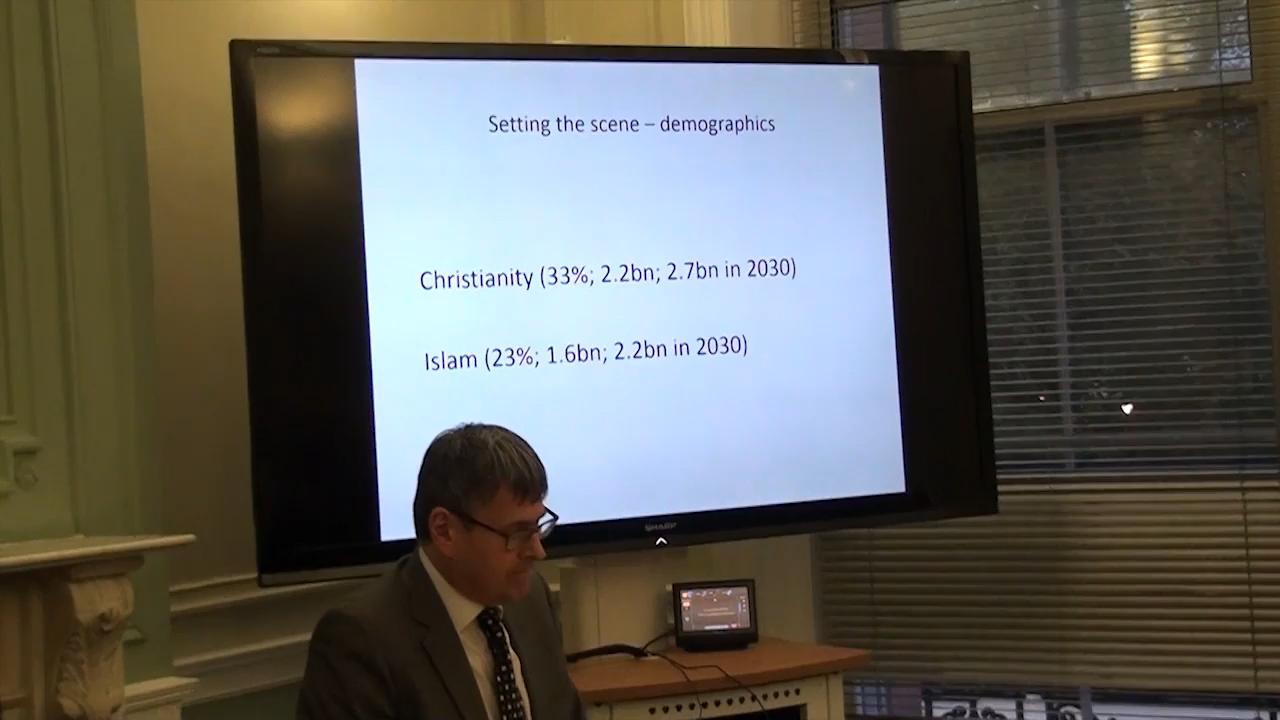 Setting the scene – demographics
Christianity (33%; 2.2bn; 2.7bn in 2030)
Islam (23%; 1.6bn; 2.2bn in 2030)
SHARP